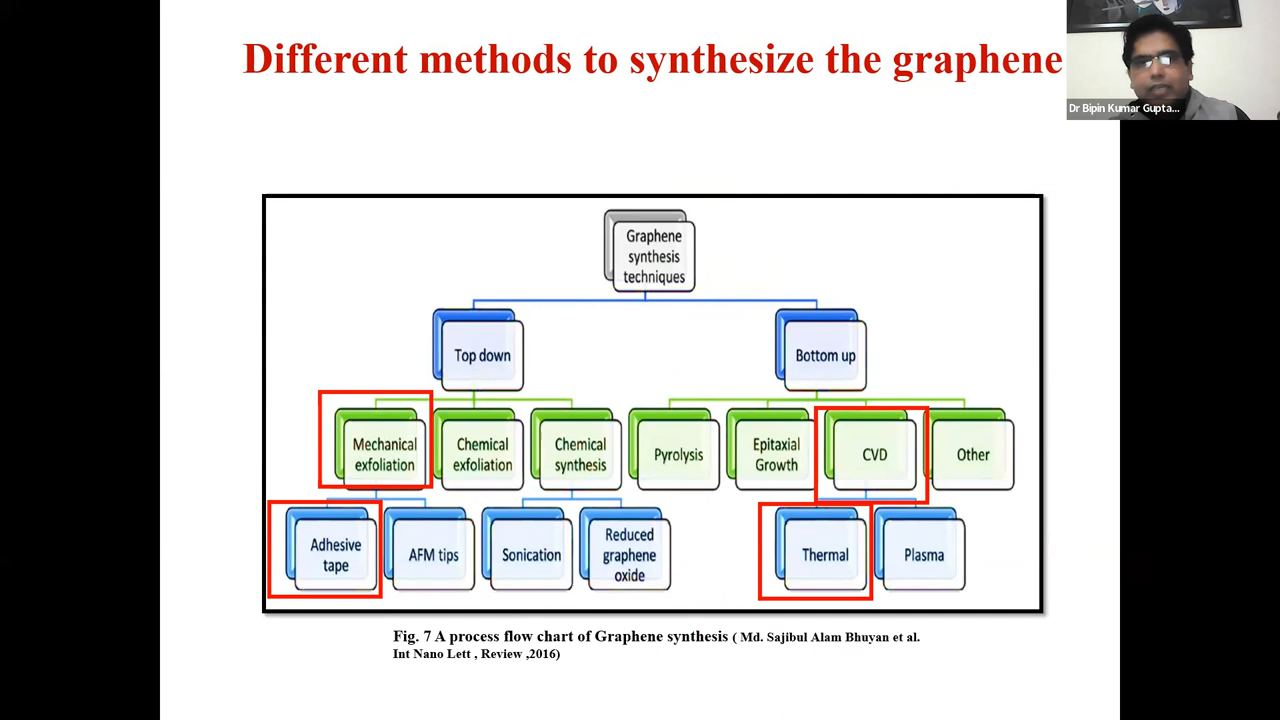 Different methods to synthesize the graphene
Dr Bipin Kumar Gupta...
Graphene
synthesis
techniques
Top down
Bottom up
Mechanical
exfoliation
Chemical
exfoliation
Chemical
synthesis
Pyrolysis
Epitaxial
Growth
CVD
Other
Adhesive
tape
AFM tips
Sonication
Reduced
graphene
oxide
Thermal
Plasma
Fig. 7 A process flow chart of Graphene synthesis ( Md. Sajibul Alam Bhuyan et al.
Int Nano Lett , Review ,2016)